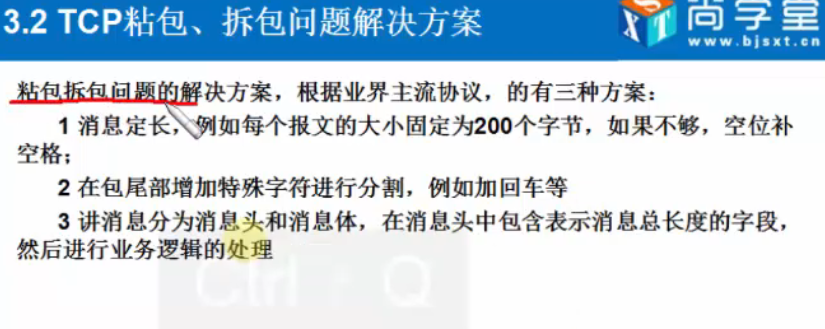 3.2 TCP粘包、拆包问题解决方案
SXT 尚学堂
www.bjsxt.cn
粘包拆包问题的解决方案，根据业界主流协议，的有三种方案：
1 消息定长，例如每个报文的大小固定为200个字节，如果不够，空位补
空格；
2 在包尾部增加特殊字符进行分割，例如加回车等
3 讲消息分为消息头和消息体，在消息头中包含表示消息总长度的字段，
然后进行业务逻辑的处理
Ctrl + Q